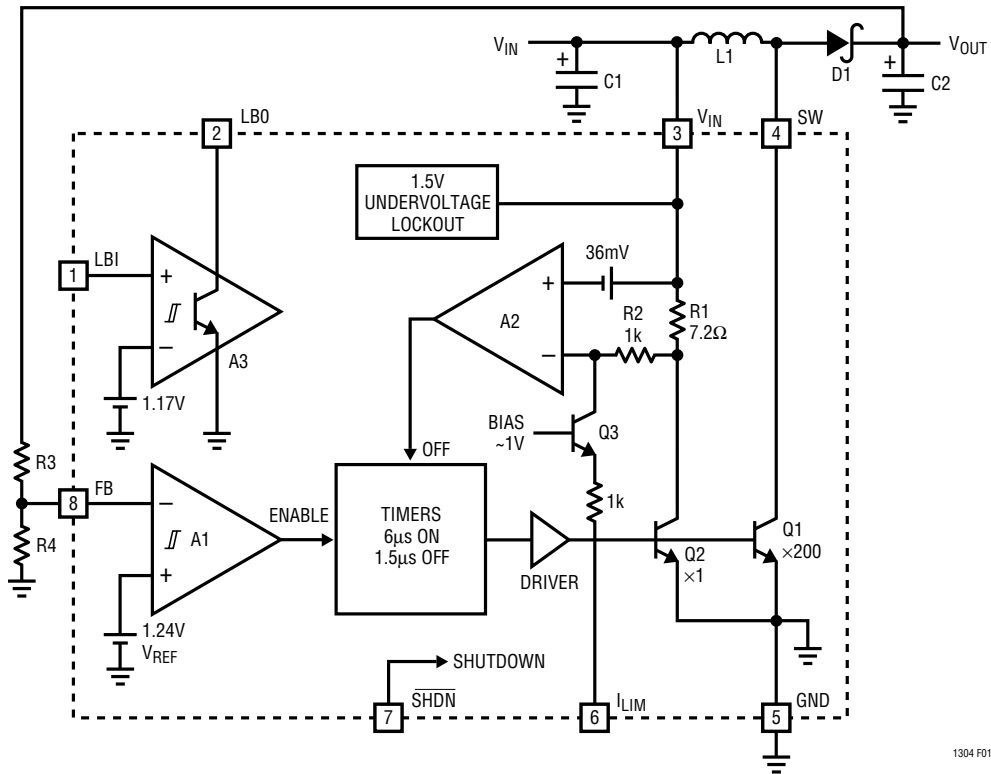 VIN
L1
D1
VOUT
+
C1
+
C2
2
LBO
3
VIN
4
SW
1.5V
UNDERVOLTAGE
LOCKOUT
1
LBI
+
−
A3
1.17V
36mV
+
A2
−
R2
1k
R1
7.2Ω
BIAS
~1V
Q3
1k
OFF
R3
8
FB
R4
−
A1
+
1.24V
VREF
ENABLE
TIMERS
6µs ON
1.5µs OFF
DRIVER
Q2
×1
Q1
×200
SHUTDOWN
7
SHDN
6
ILIM
5
GND
1304 F01